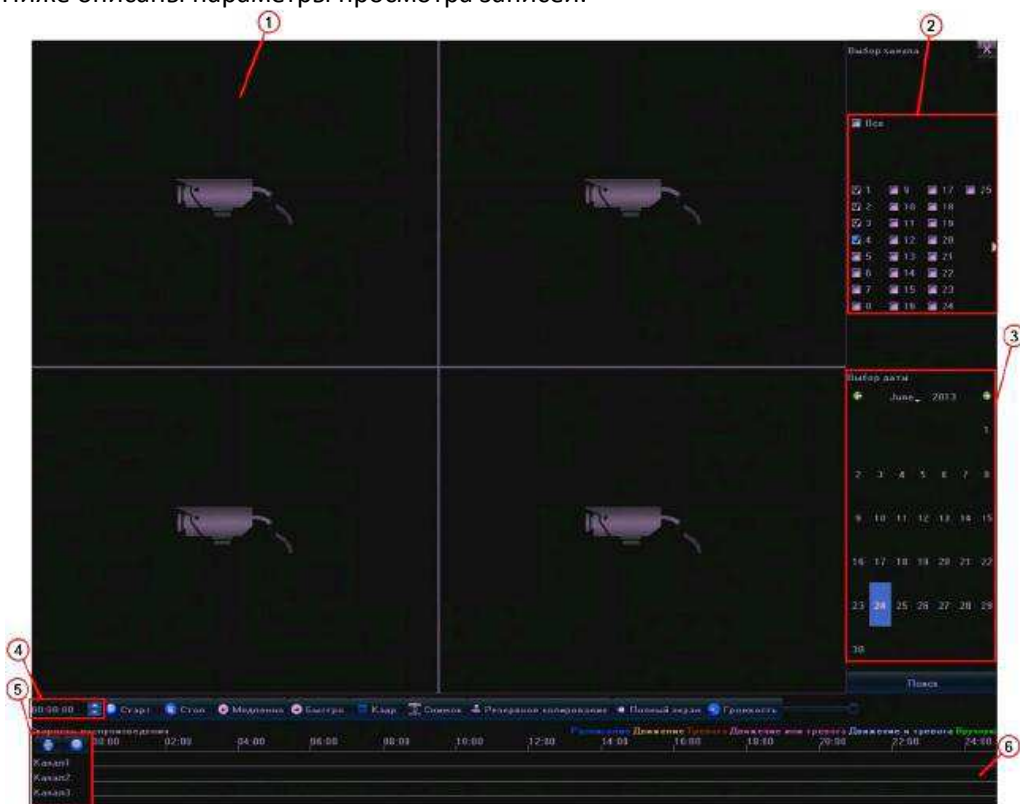 Ниже описаны параметры просмотра записей.
1
2
Выбор канала
X
Все
1 9 17 25
2 10 18
3 11 19
4 12 20
5 13 21
6 14 22
7 15 23
8 16 24
3
Выбор даты
June 2013
1
2 3 4 5 6 7 8
9 10 11 12 13 14 15
16 17 18 19 20 21 22
23 24 25 26 27 28 29
30
Поиск
4
00:00:00 Старт Стоп Медленно Быстро Кадр Снимок Резервное копирование Полный экран Громкость
5
воспроизведения Расписание Движение Тревога Движение или тревога Движение и тревога Вручную
00:00 02:00 04:00 06:00 08:00 10:00 12:00 14:00 16:00 18:00 20:00 22:00 24:00
6
Канал1
Канал2
Канал3